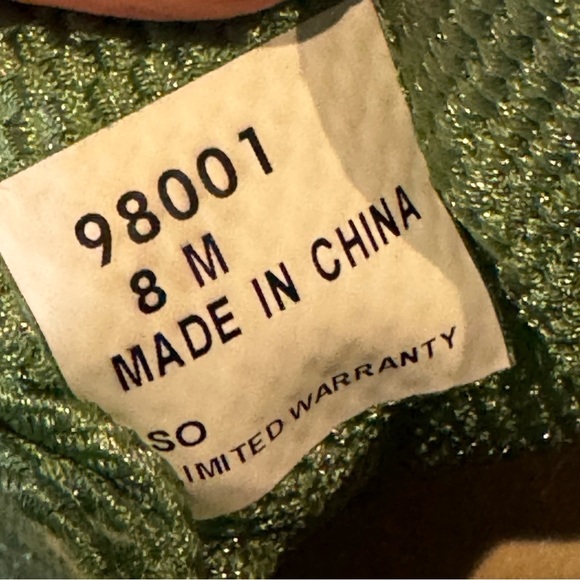 98001
8 M
MADE IN CHINA
SO
IMITED WARRANTY